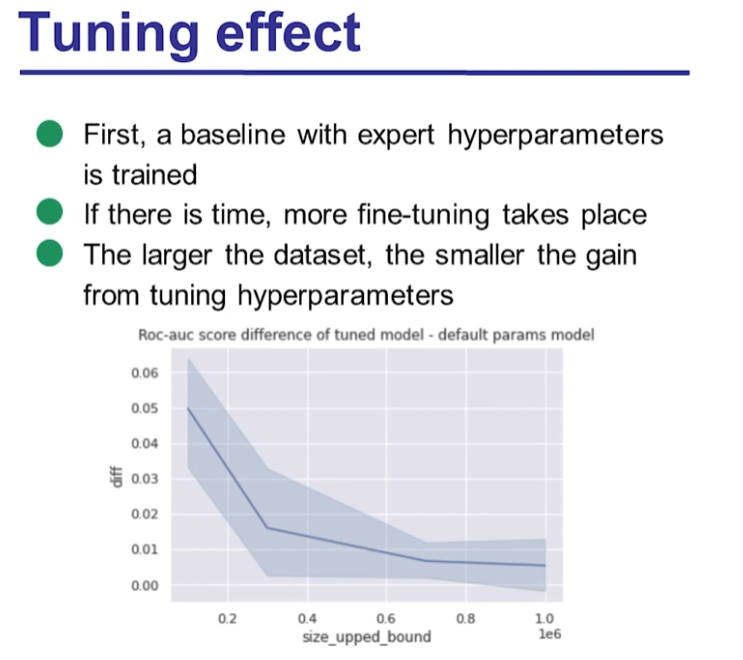 Tuning effect
First, a baseline with expert hyperparameters
is trained
If there is time, more fine-tuning takes place
The larger the dataset, the smaller the gain
from tuning hyperparameters
Roc-auc score difference of tuned model - default params model
0.06
0.05
0.04
0.03
0.02
0.01
0.00
diff
0.2 0.4 0.6 0.8 1.0
1e6
size_upped_bound